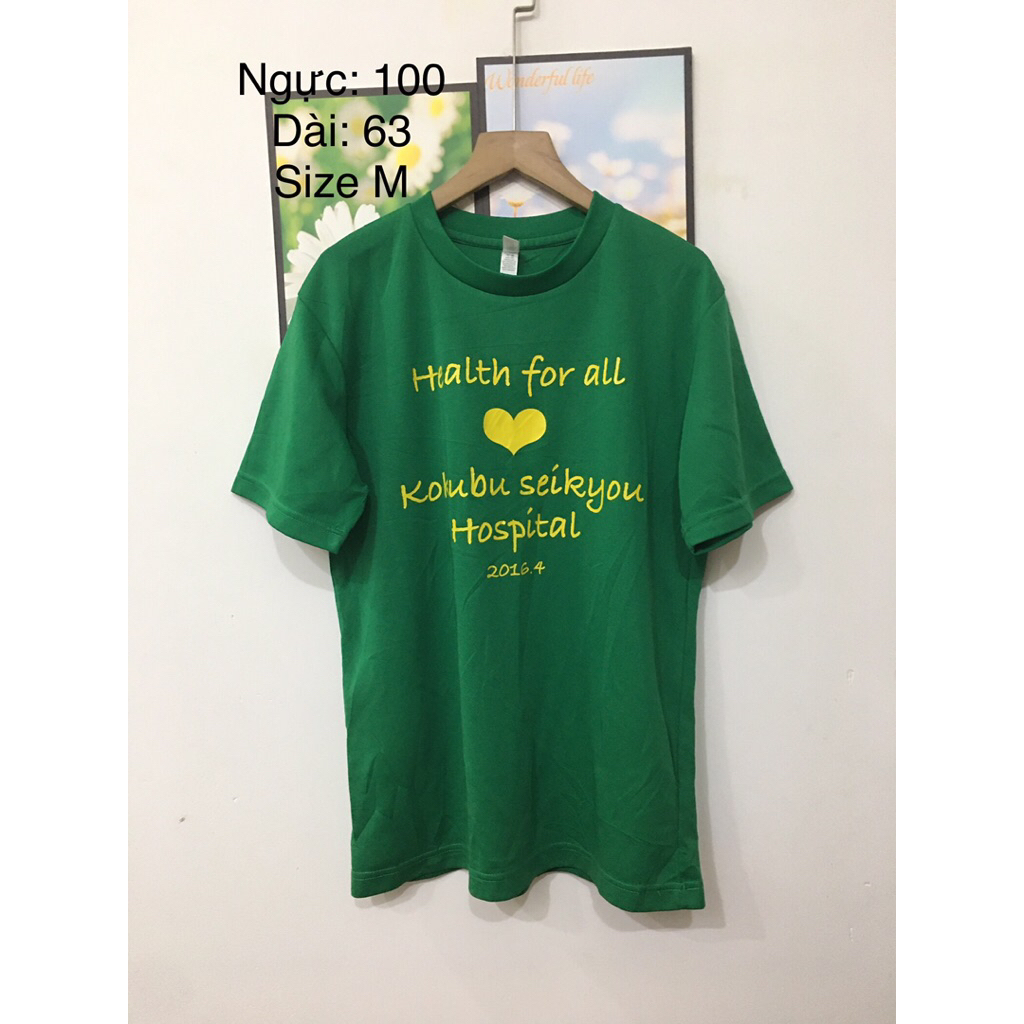 Ngực: 100
Dài: 63
Size M
Wonderful life
Health for all
Kokubu seikyou
Hospital
2016.4